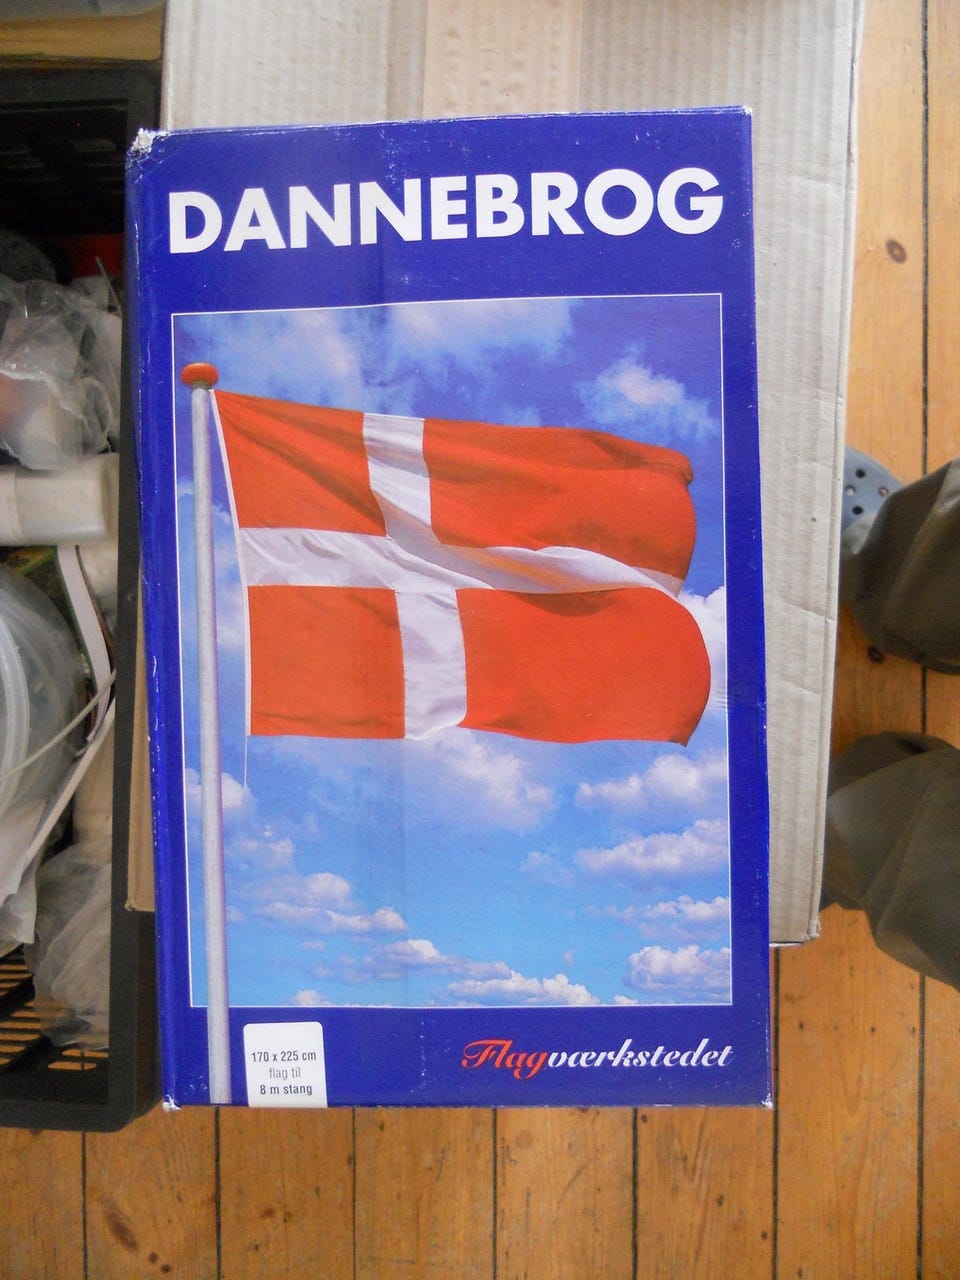 DANNEBROG
170 x 225 cm
flag til
8 m stang
Flagværkstedet